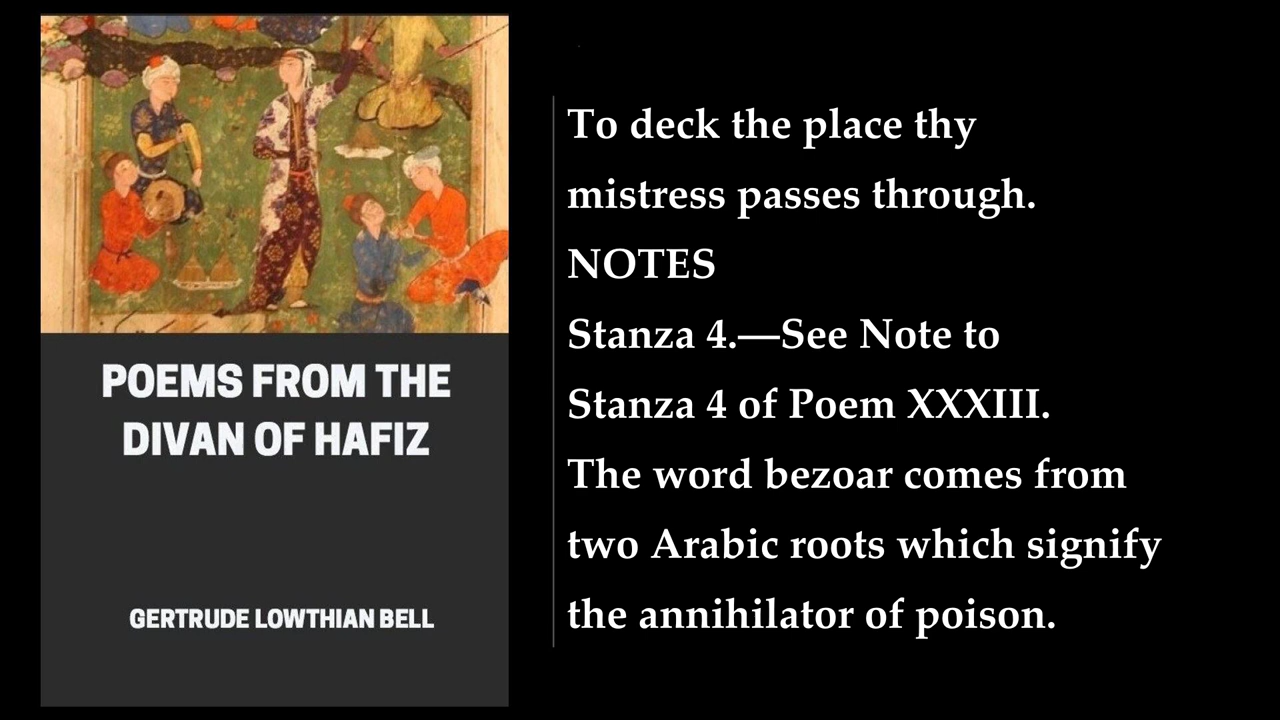 POEMS FROM THE
DIVAN OF HAFIZ
GERTRUDE LOWTHIAN BELL
To deck the place thy
mistress passes through.
NOTES
Stanza 4.—See Note to
Stanza 4 of Poem XXXIII.
The word bezoar comes from
two Arabic roots which signify
the annihilator of poison.